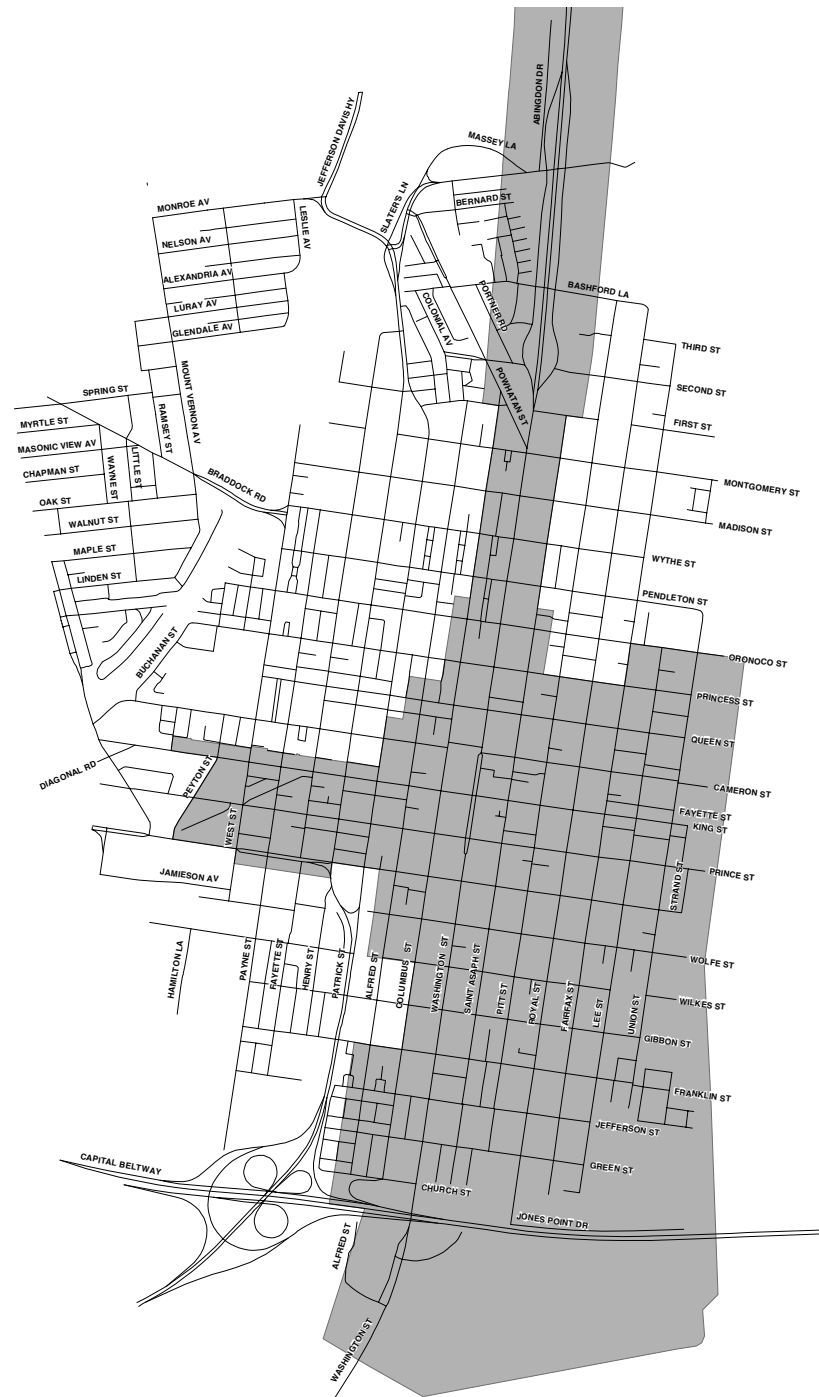 ABINGDON DR
MASSEY LA
JEFFERSON DAVIS HY
SLATERS LN
BERNARD ST
MONROE AV
LESLIE AV
NELSON AV
ALEXANDRIA AV
LURAY AV
GLENDALE AV
BASHFORD LA
PORTNER RD
COLONIAL AV
POWHATAN ST
THIRD ST
SECOND ST
FIRST ST
SPRING ST
MOUNT VERNON AV
RAMSEY ST
MYRTLE ST
MASONIC VIEW AV
LITTLE ST
WAYNE ST
CHAPMAN ST
BRADDOCK RD
OAK ST
WALNUT ST
MAPLE ST
LINDEN ST
MONTGOMERY ST
MADISON ST
WYTHE ST
PENDLETON ST
BUCHANAN ST
ORONOCO ST
PRINCESS ST
QUEEN ST
DIAGONAL RD
PEYTON ST
CAMERON ST
FAYETTE ST
KING ST
WEST ST
PRINCE ST
JAMIESON AV
STRAND ST
HAMILTON LA
PAYNE ST
FAYETTE ST
HENRY ST
PATRICK ST
ALFRED ST
COLUMBUS ST
WASHINGTON ST
SAINT ASAPH ST
PITT ST
ROYAL ST
FAIRFAX ST
LEE ST
UNION ST
WOLFE ST
WILKES ST
GIBBON ST
FRANKLIN ST
JEFFERSON ST
GREEN ST
CAPITAL BELTWAY
CHURCH ST
JONES POINT DR
ALFRED ST
WASHINGTON ST